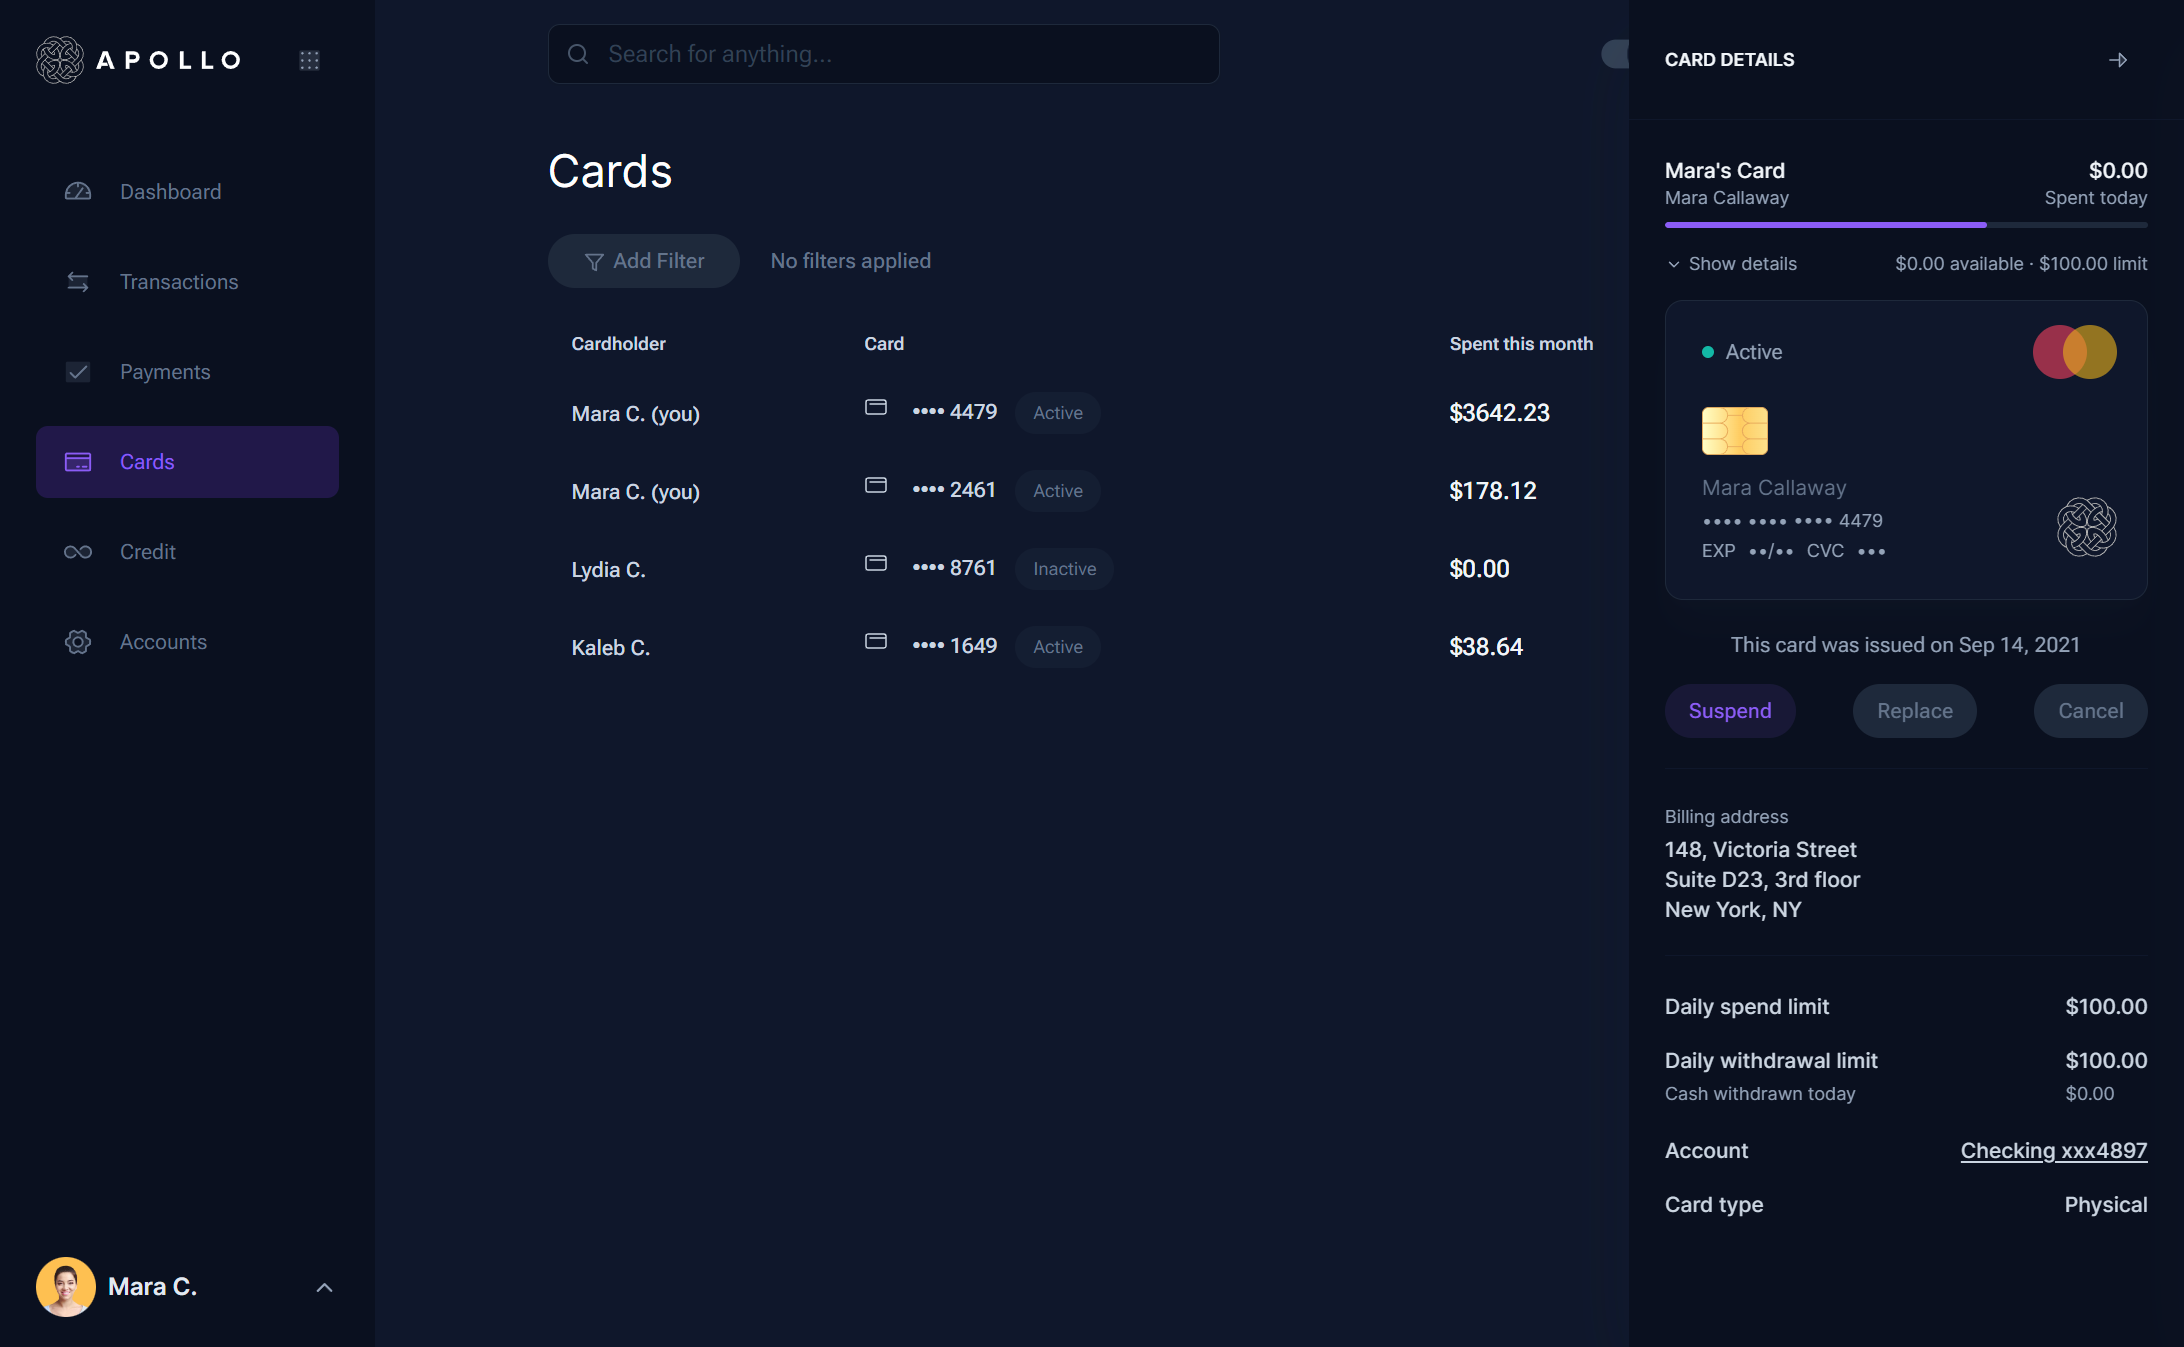 APOLLO
Dashboard
Transactions
Payments
Cards
Credit
Accounts
Mara C.
Search for anything...
Cards
Add Filter
No filters applied
Cardholder Card Spent this month
Mara C. (you) •••• 4479 Active $3642.23
Mara C. (you) •••• 2461 Active $178.12
Lydia C. •••• 8761 Inactive $0.00
Kaleb C. •••• 1649 Active $38.64
CARD DETAILS
Mara's Card $0.00
Mara Callaway Spent today
Show details $0.00 available · $100.00 limit
Active
Mara Callaway
•••• •••• •••• 4479
EXP ••/•• CVC •••
This card was issued on Sep 14, 2021
Suspend Replace Cancel
Billing address
148, Victoria Street
Suite D23, 3rd floor
New York, NY
Daily spend limit $100.00
Daily withdrawal limit $100.00
Cash withdrawn today $0.00
Account Checking xxx4897
Card type Physical